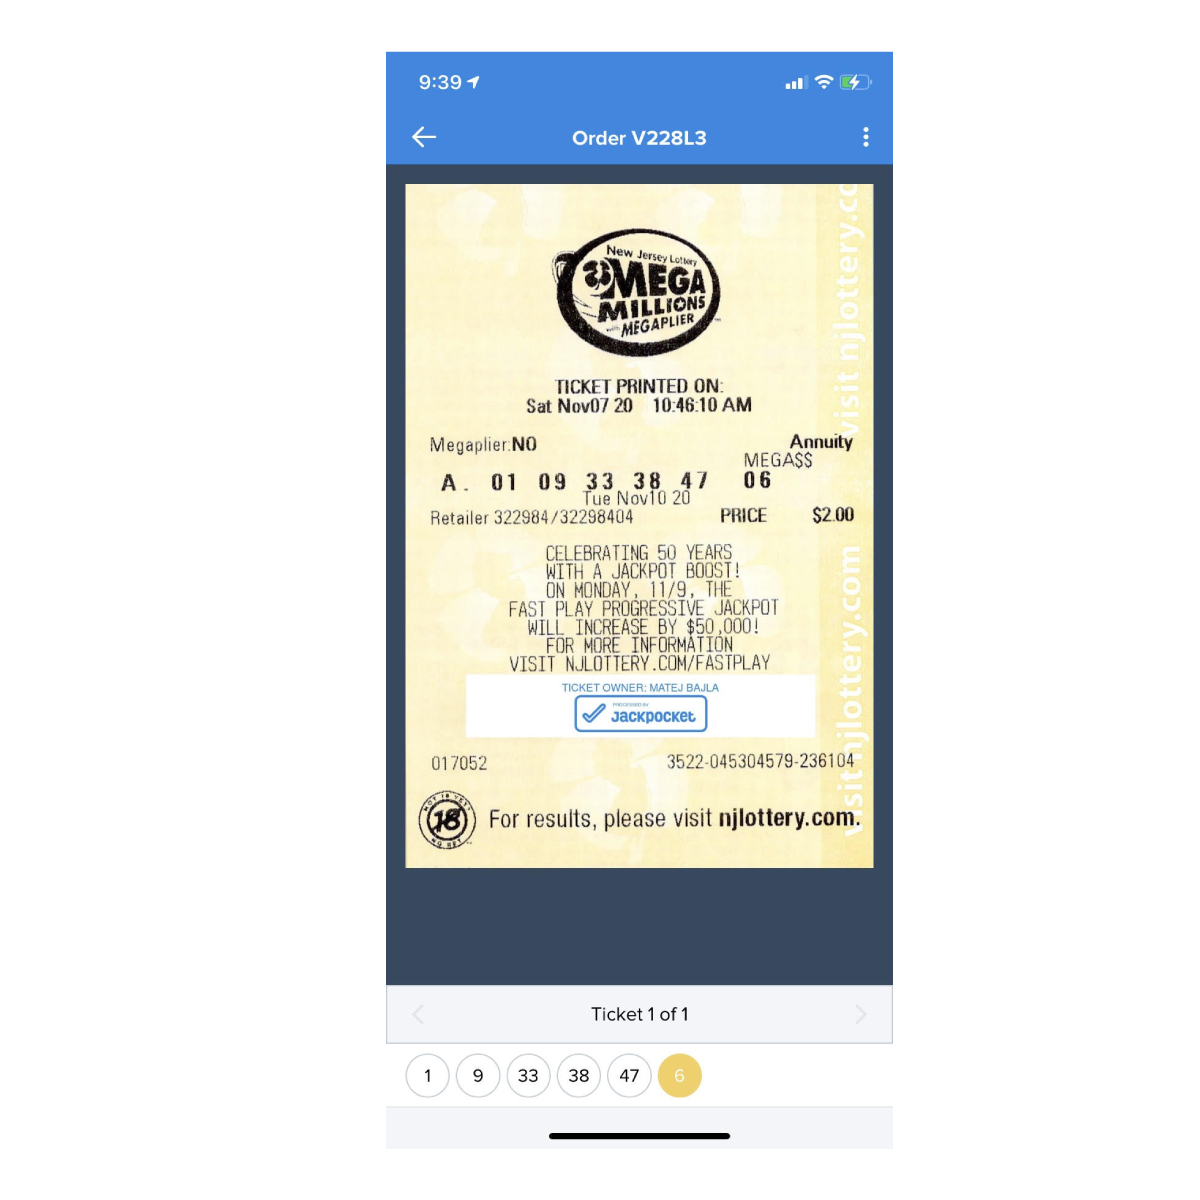 9:39
Order V228L3
New Jersey Lottery
MEGA
MILLIONS
with MEGAPLIER
TICKET PRINTED ON:
Sat Nov07 20 10:46:10 AM
Megaplier:NO Annuity
MEGA$$
A. 01 09 33 38 47 06
Tue Nov10 20
Retailer 322984/32298404 PRICE $2.00
CELEBRATING 50 YEARS
WITH A JACKPOT BOOST!
ON MONDAY, 11/9, THE
FAST PLAY PROGRESSIVE JACKPOT
WILL INCREASE BY $50,000!
FOR MORE INFORMATION
VISIT NJLOTTERY.COM/FASTPLAY
TICKET OWNER: MATEJ BAJLA
PROCESSED BY
Jackpocket
017052 3522-045304579-236104
NOT 18 YET?
18
NO BET
For results, please visit njlottery.com.
visit njlottery.co
visit njlottery.com
Ticket 1 of 1
1 9 33 38 47 6